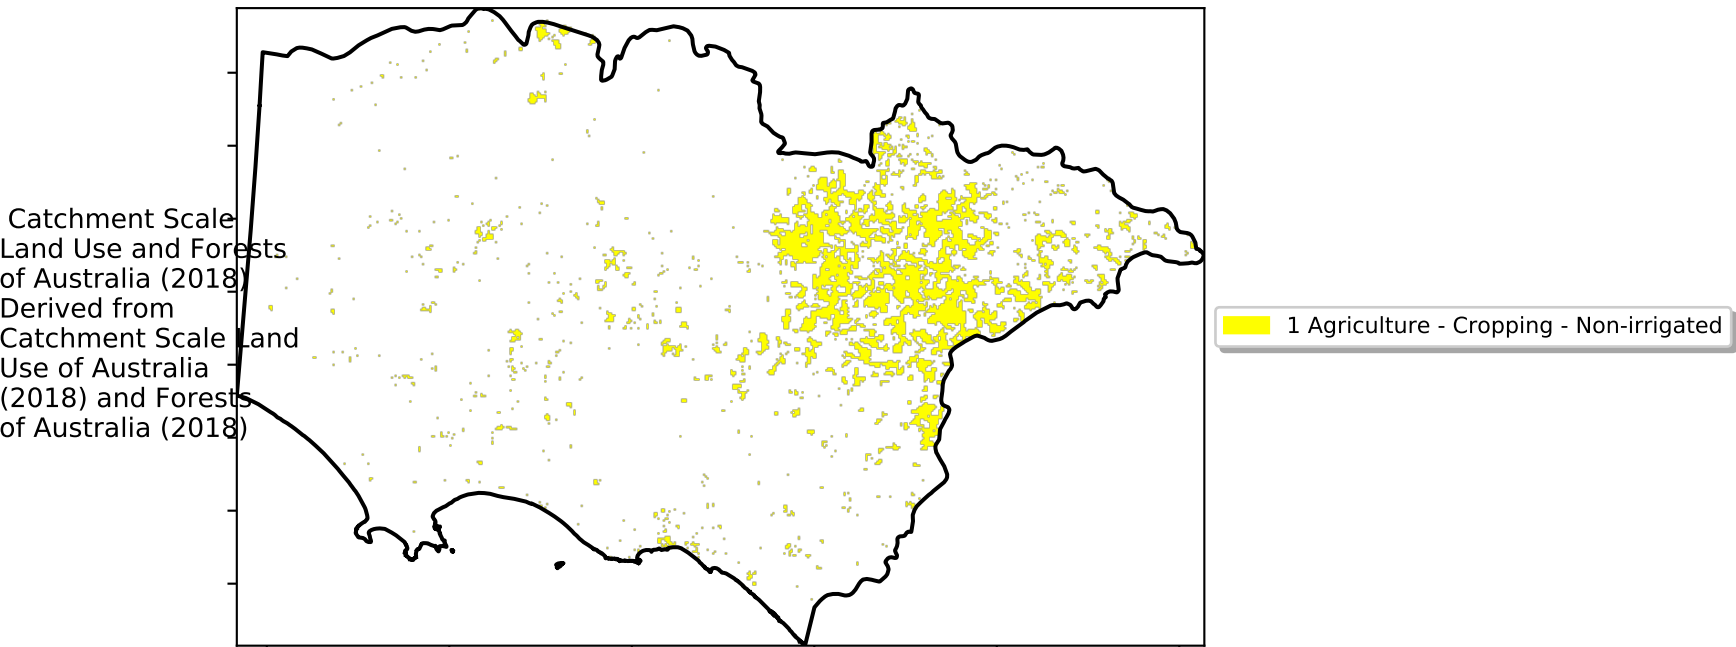 Catchment Scale
Land Use and Forests
of Australia (2018)
Derived from
Catchment Scale Land
Use of Australia
(2018) and Forests
of Australia (2018)
1 Agriculture - Cropping - Non-irrigated